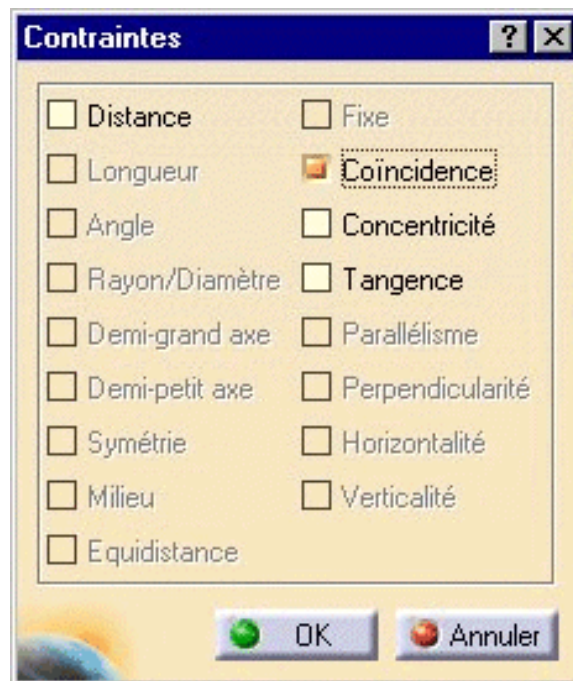 Contraintes
Distance
Fixe
Longueur
Coïncidence
Angle
Concentricité
Rayon/Diamètre
Tangence
Demi-grand axe
Parallélisme
Demi-petit axe
Perpendicularité
Symétrie
Horizontalité
Milieu
Verticalité
Equidistance
OK
Annuler